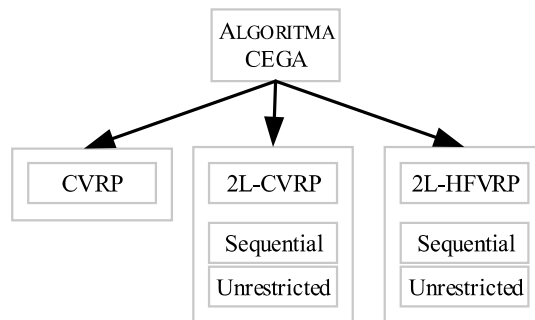 ALGORITMA
CEGA
CVRP
2L-CVRP
Sequential
Unrestricted
2L-HFVRP
Sequential
Unrestricted